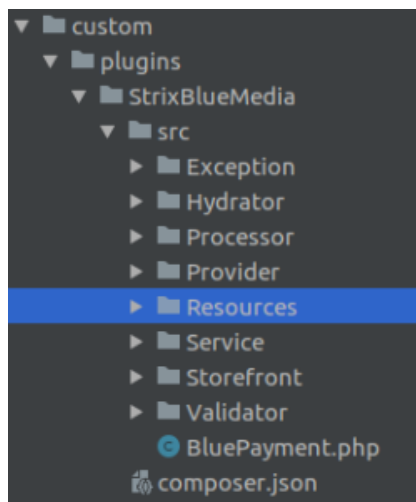 custom
plugins
StrixBlueMedia
src
Exception
Hydrator
Processor
Provider
Resources
Service
Storefront
Validator
BluePayment.php
composer.json